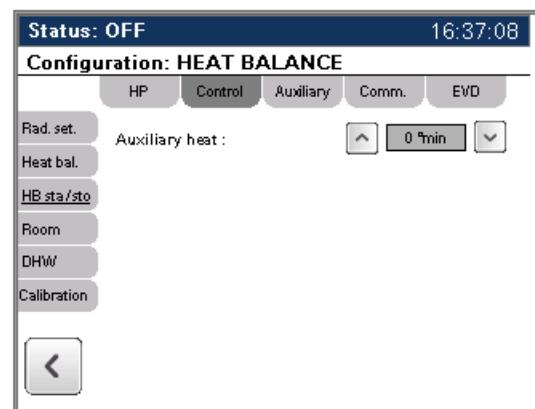 Status: OFF 16:37:08
Configuration: HEAT BALANCE
HP Control Auxiliary Comm. EVD
Rad. set.
Auxiliary heat : 0 °min
Heat bal.
HB sta/sto
Room
DHW
Calibration